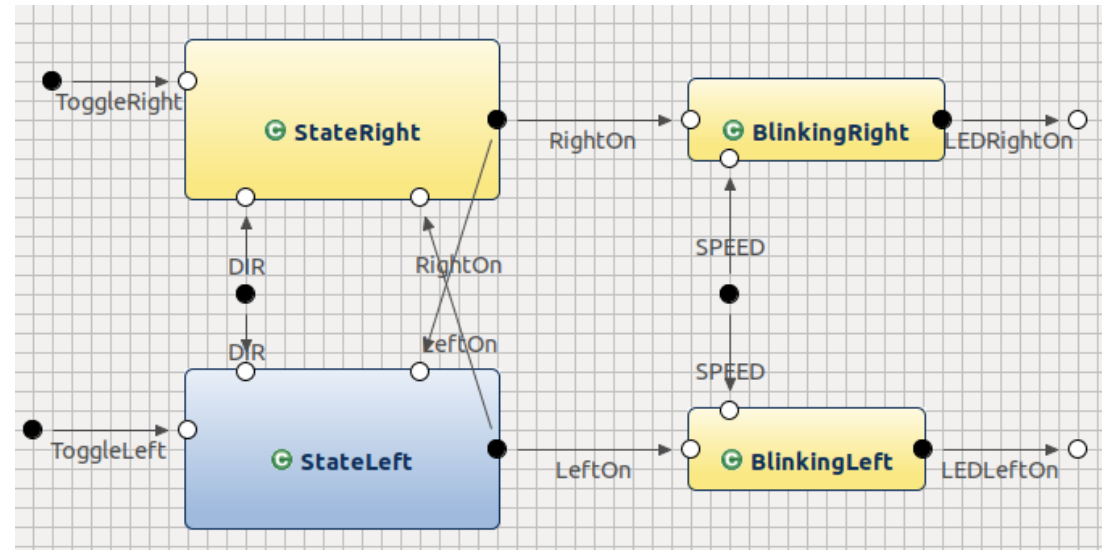 ToggleRight
C StateRight
RightOn
C BlinkingRight
LEDRightOn
DIR
RightOn
SPEED
DIR
LeftOn
SPEED
ToggleLeft
C StateLeft
LeftOn
C BlinkingLeft
LEDLeftOn